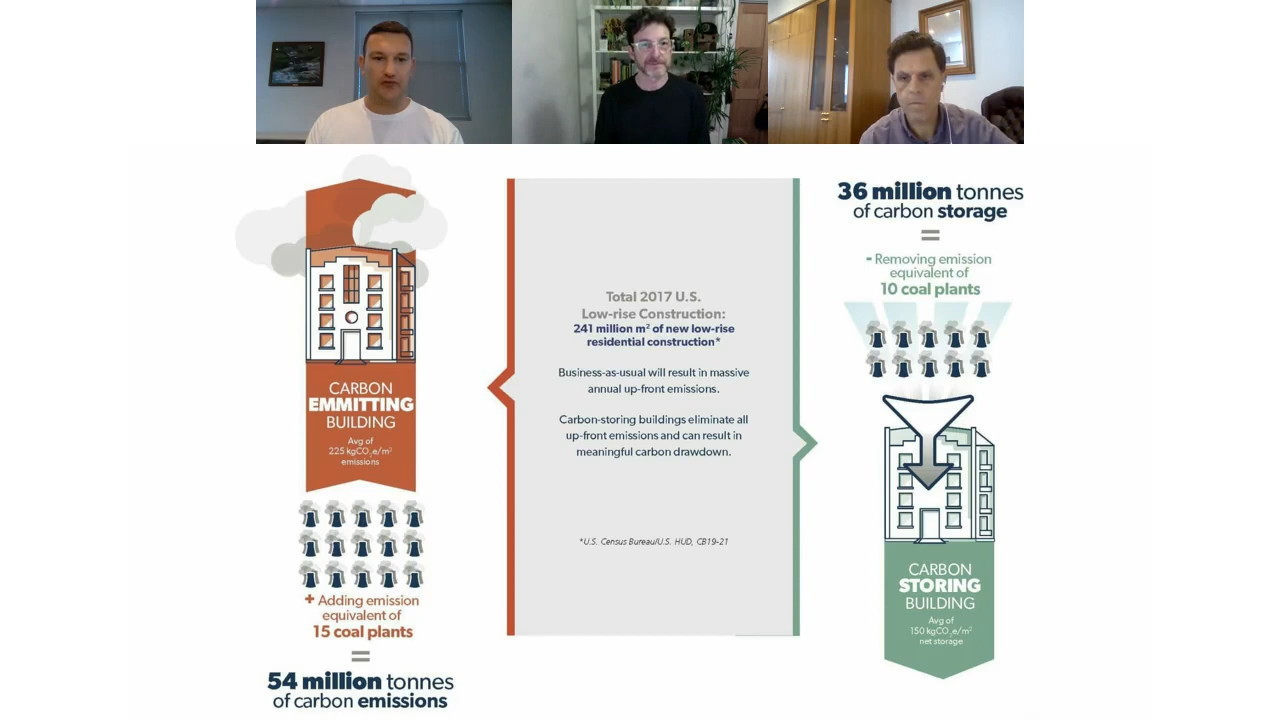 CARBON
EMMITTING
BUILDING
Avg of
225 kgCO₂e/m²
emissions
+ Adding emission
equivalent of
15 coal plants
=
54 million tonnes
of carbon emissions
Total 2017 U.S.
Low-rise Construction:
241 million m² of new low-rise
residential construction*
Business-as-usual will result in massive
annual up-front emissions.
Carbon-storing buildings eliminate all
up-front emissions and can result in
meaningful carbon drawdown.
*U.S. Census Bureau/U.S. HUD, CB19-21
36 million tonnes
of carbon storage
=
- Removing emission
equivalent of
10 coal plants
CARBON
STORING
BUILDING
Avg of
150 kgCO₂e/m²
net storage